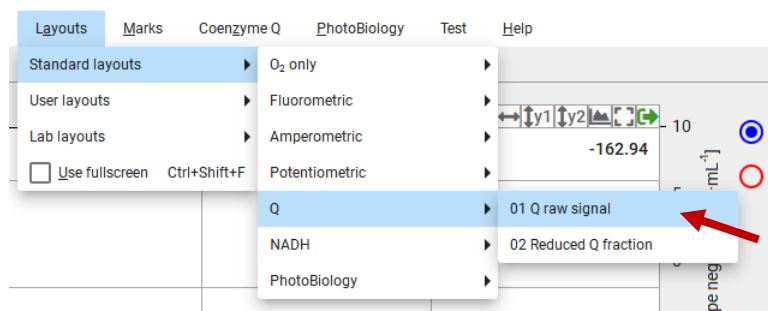 Layouts Marks Coenzyme Q PhotoBiology Test Help
Standard layouts
User layouts
Lab layouts
Use fullscreen Ctrl+Shift+F
O₂ only
Fluorometric
Amperometric
Potentiometric
Q
NADH
PhotoBiology
01 Q raw signal
02 Reduced Q fraction
y1 y2
10
-162.94